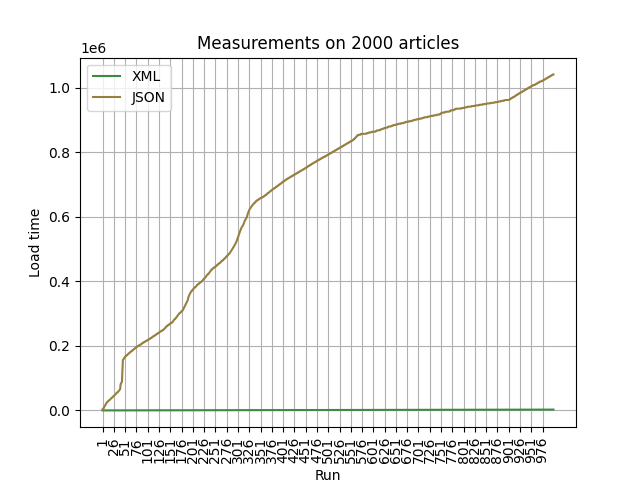 Measurements on 2000 articles
1e6
XML
JSON
Load time
1.0
0.8
0.6
0.4
0.2
0.0
1 26 51 76 101 126 151 176 201 226 251 276 301 326 351 376 401 426 451 476 501 526 551 576 601 626 651 676 701 726 751 776 801 826 851 876 901 926 951 976
Run